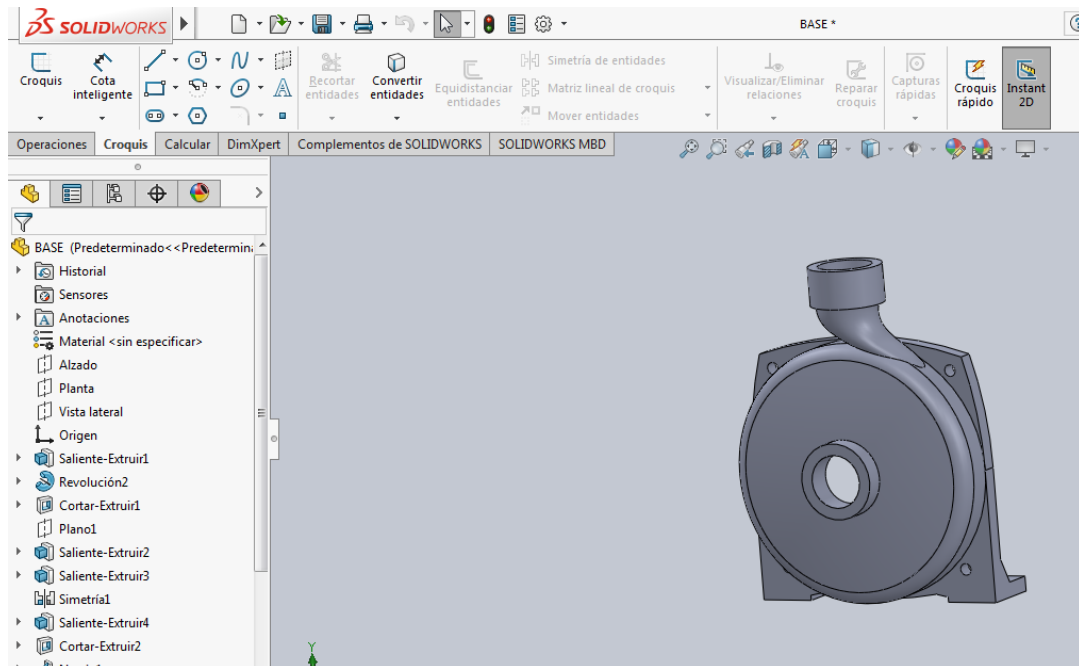 SOLIDWORKS
BASE *
Croquis
Cota
inteligente
Recortar
entidades
Convertir
entidades
Equidistanciar
entidades
Simetría de entidades
Matriz lineal de croquis
Mover entidades
Visualizar/Eliminar
relaciones
Reparar
croquis
Capturas
rápidas
Croquis
rápido
Instant
2D
Operaciones
Croquis
Calcular
DimXpert
Complementos de SOLIDWORKS
SOLIDWORKS MBD
BASE (Predeterminado<<Predetermina
Historial
Sensores
Anotaciones
Material <sin especificar>
Alzado
Planta
Vista lateral
Origen
Saliente-Extruir1
Revolución2
Cortar-Extruir1
Plano1
Saliente-Extruir2
Saliente-Extruir3
Simetría1
Saliente-Extruir4
Cortar-Extruir2
Y